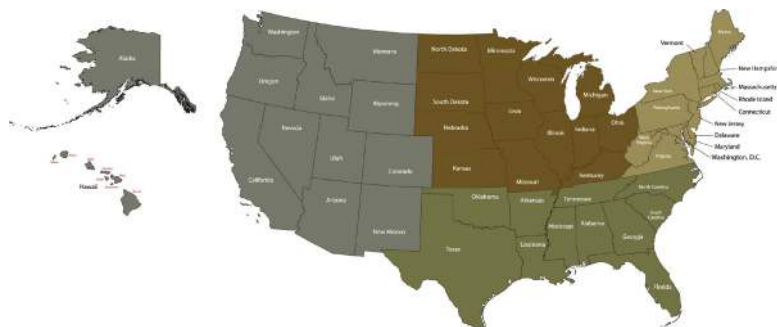 Alaska
Hawaii
Washington
Oregon
California
Nevada
Idaho
Montana
Wyoming
Utah
Colorado
Arizona
New Mexico
North Dakota
South Dakota
Nebraska
Kansas
Minnesota
Iowa
Missouri
Wisconsin
Illinois
Michigan
Indiana
Ohio
Kentucky
Oklahoma
Texas
Arkansas
Louisiana
Mississippi
Alabama
Tennessee
Georgia
Florida
North Carolina
South Carolina
Virginia
West Virginia
Pennsylvania
New York
Maine
Vermont
New Hampshire
Massachusetts
Rhode Island
Connecticut
New Jersey
Delaware
Maryland
Washington, D.C.